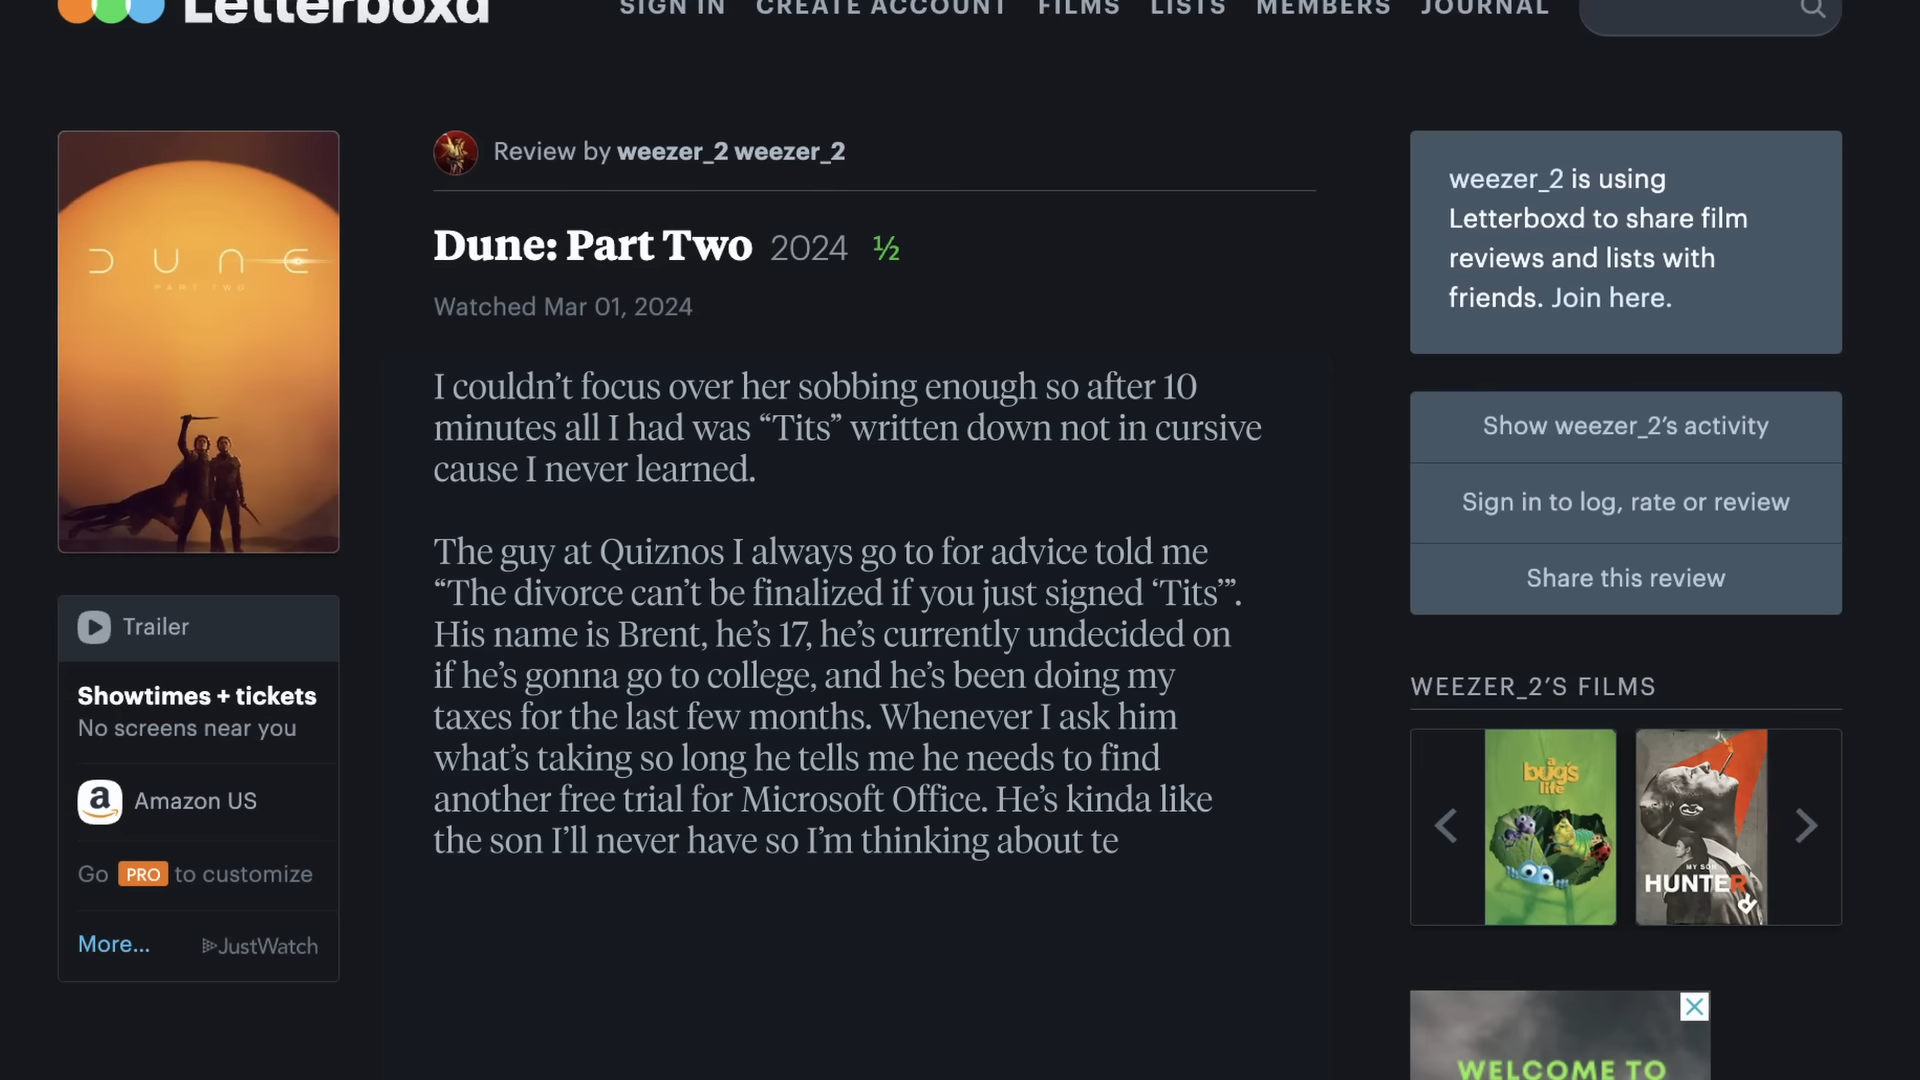 Letterboxd
SIGN IN CREATE ACCOUNT FILMS LISTS MEMBERS JOURNAL
DUNE
PART TWO
Trailer
Showtimes + tickets
No screens near you
Amazon US
Go PRO to customize
More... JustWatch
Review by weezer_2 weezer_2
Dune: Part Two 2024 ½
Watched Mar 01, 2024
I couldn’t focus over her sobbing enough so after 10
minutes all I had was “Tits” written down not in cursive
cause I never learned.
The guy at Quiznos I always go to for advice told me
“The divorce can’t be finalized if you just signed ‘Tits’”.
His name is Brent, he’s 17, he’s currently undecided on
if he’s gonna go to college, and he’s been doing my
taxes for the last few months. Whenever I ask him
what’s taking so long he tells me he needs to find
another free trial for Microsoft Office. He’s kinda like
the son I’ll never have so I’m thinking about te
weezer_2 is using
Letterboxd to share film
reviews and lists with
friends. Join here.
Show weezer_2’s activity
Sign in to log, rate or review
Share this review
WEEZER_2’S FILMS
a bug's life
MY SON
HUNTER
WELCOME TO